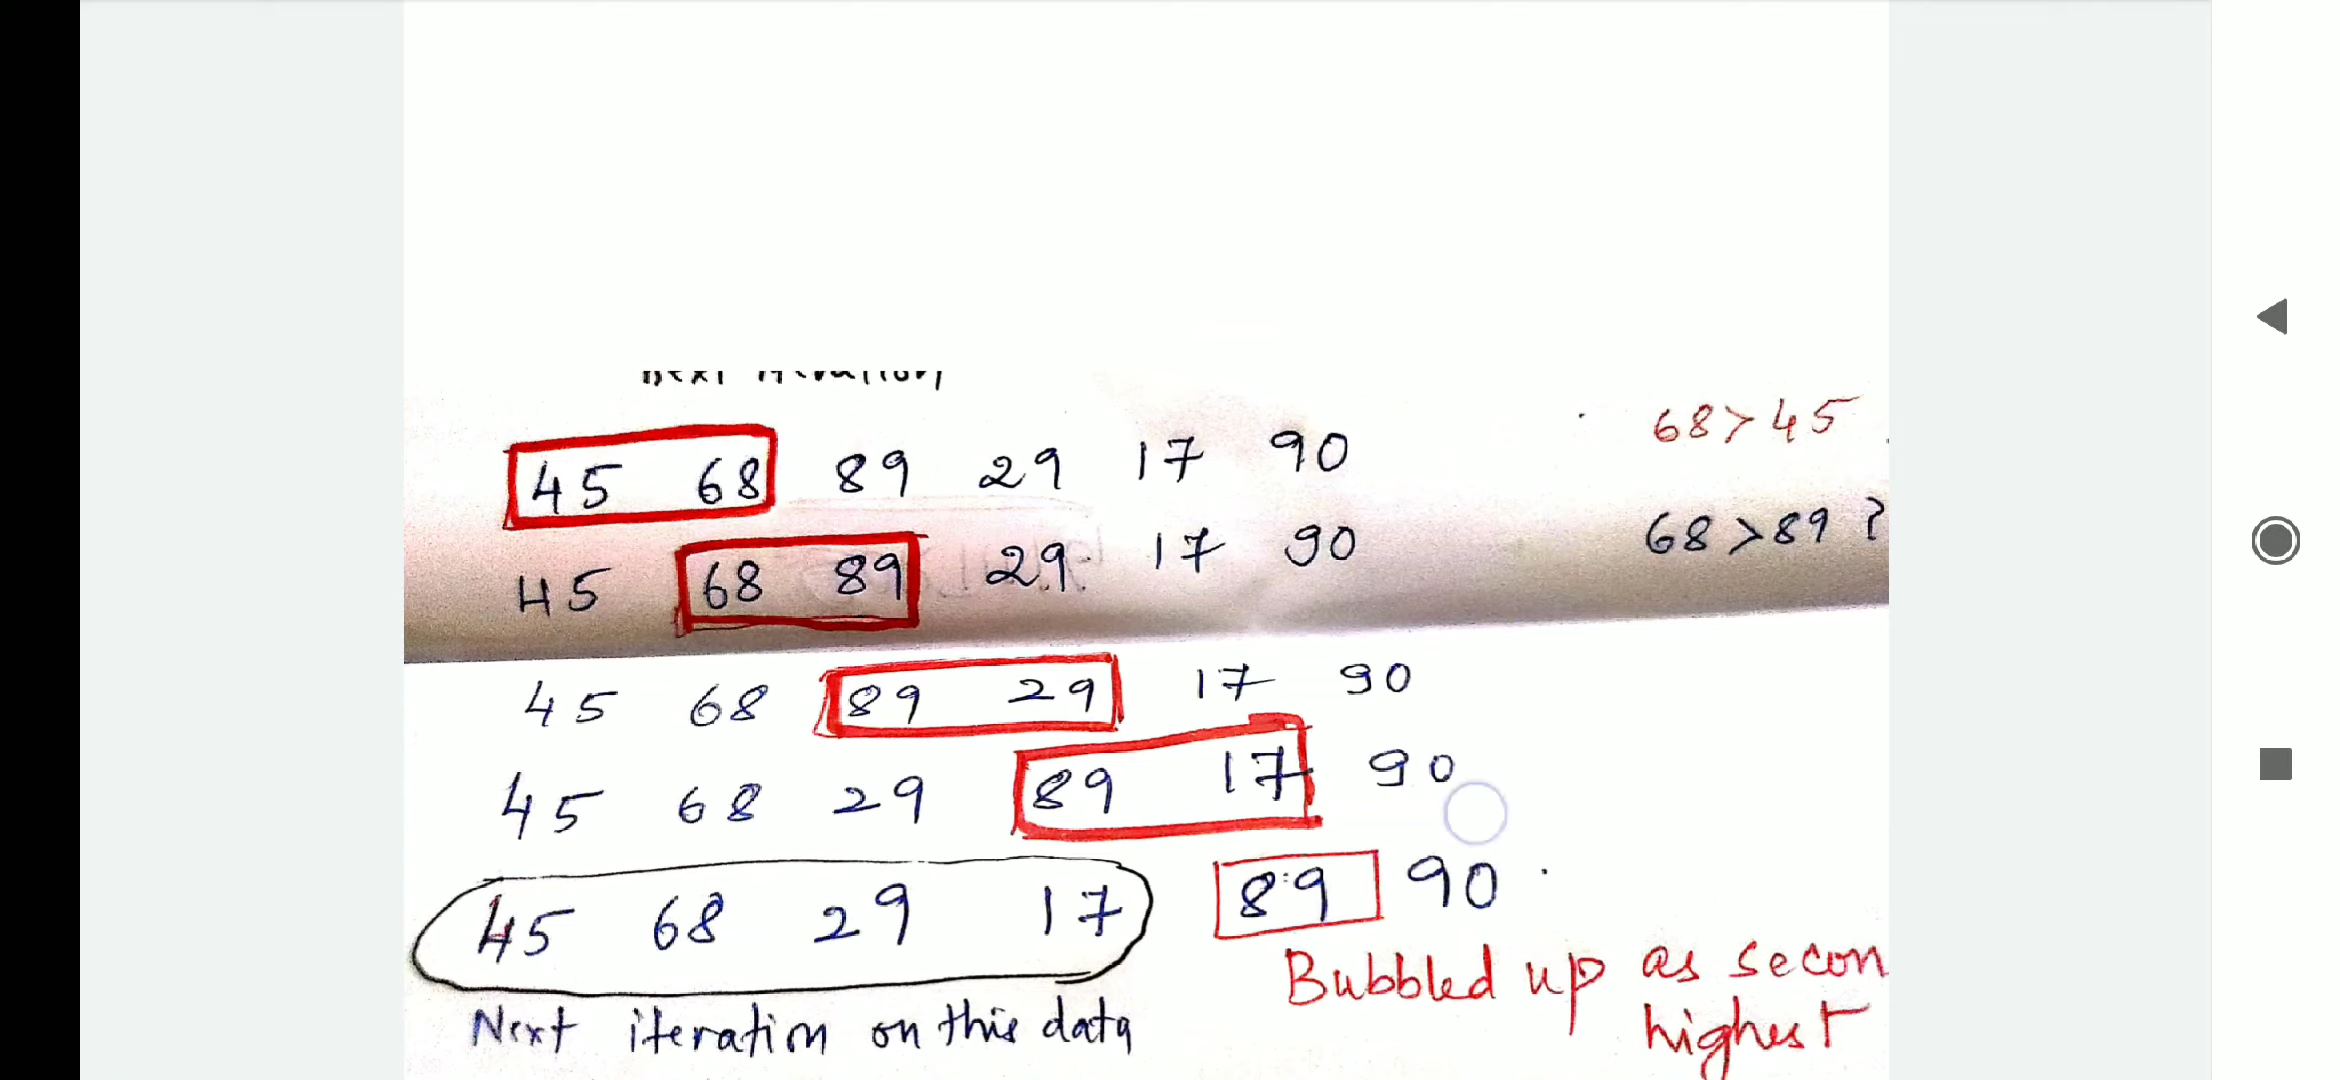 Next iteration
45 68 89 29 17 90 68>45
45 68 89 29 17 90 68>89?
45 68 89 29 17 90
45 68 29 89 17 90
45 68 29 17 89 90
Bubbled up as secon
highest
Next iteration on this data